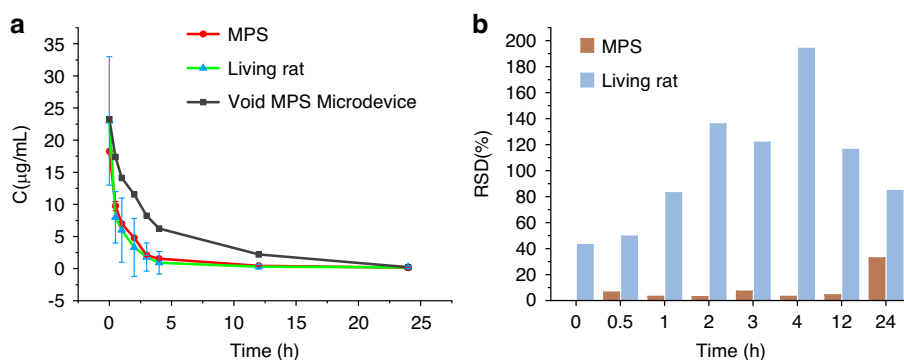 a
C(μg/mL)
35
30
25
20
15
10
5
0
-5
MPS
Living rat
Void MPS Microdevice
0 5 10 15 20 25
Time (h)
b
RSD(%)
200
180
160
140
120
100
80
60
40
20
0
MPS
Living rat
0 0.5 1 2 3 4 12 24
Time (h)